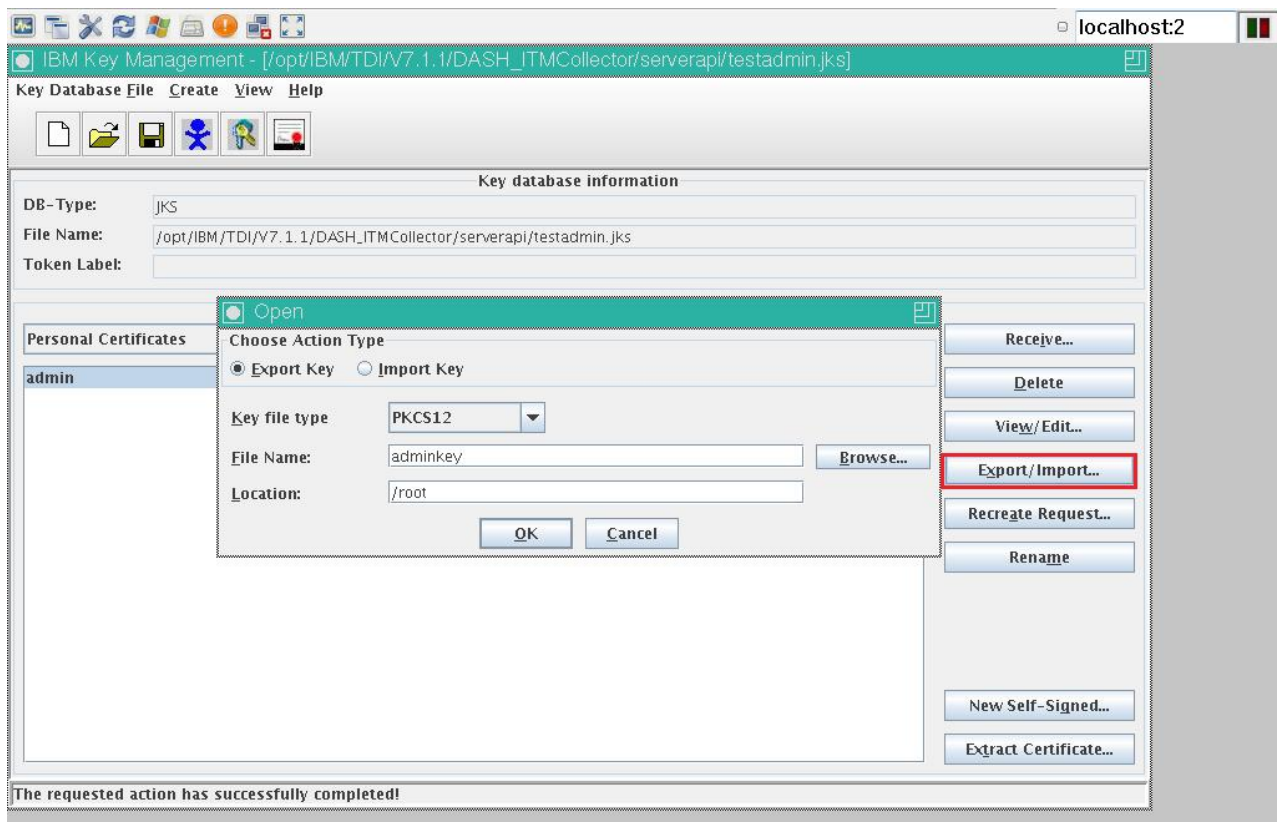 localhost:2
IBM Key Management - [/opt/IBM/TDI/V7.1.1/DASH_ITMCollector/serverapi/testadmin.jks]
Key Database File Create View Help
Key database information
DB-Type: JKS
File Name: /opt/IBM/TDI/V7.1.1/DASH_ITMCollector/serverapi/testadmin.jks
Token Label:
Personal Certificates
admin
Open
Choose Action Type
Export Key Import Key
Key file type PKCS12
File Name: adminkey Browse...
Location: /root
OK Cancel
Receive...
Delete
View/Edit...
Export/Import...
Recreate Request...
Rename
New Self-Signed...
Extract Certificate...
The requested action has successfully completed!